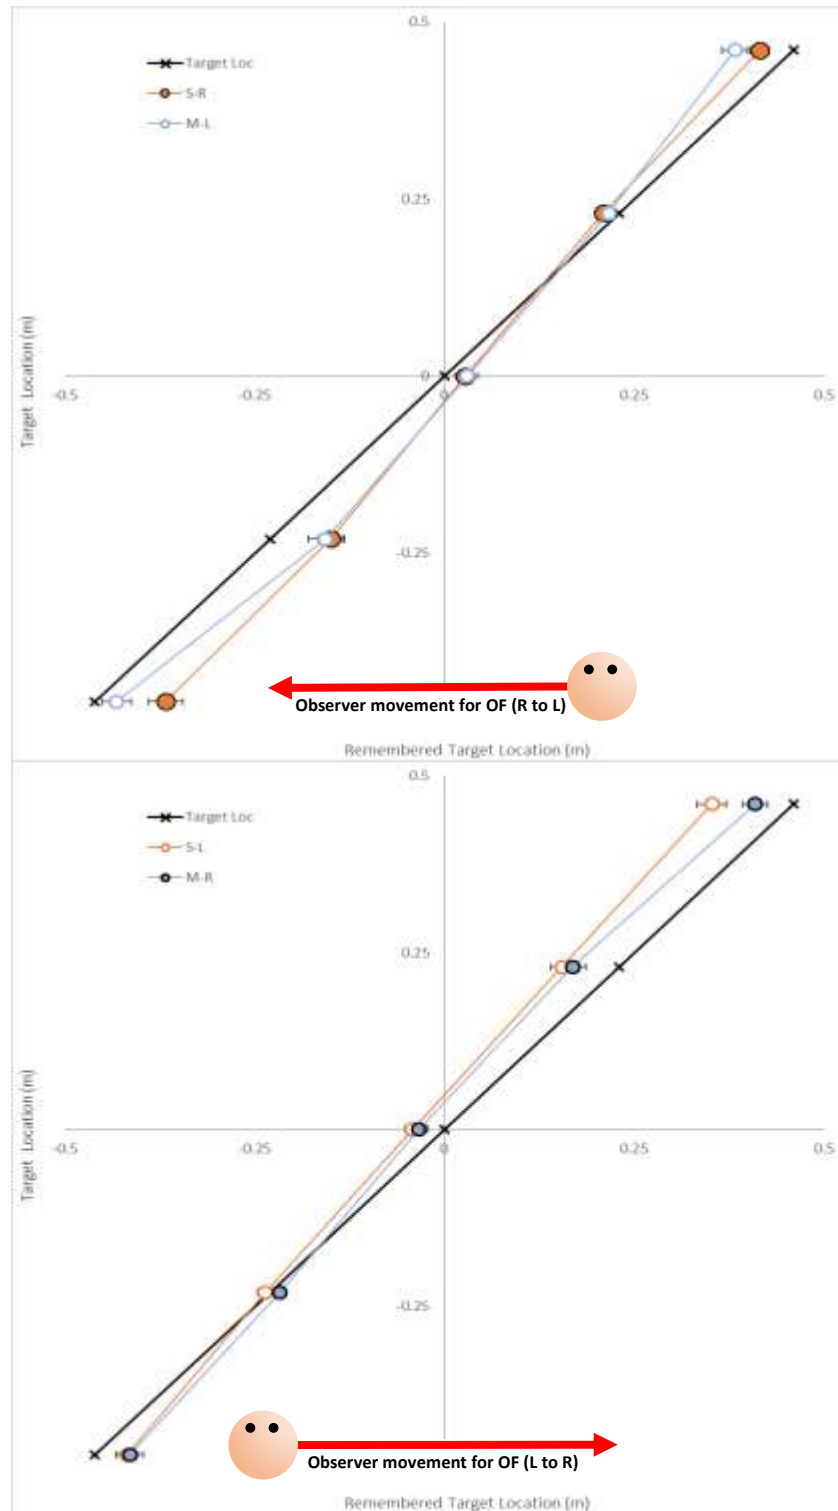 0.5
Target Loc
S-R
M-L
0.25
Target Location (m)
0
-0.5
-0.25
0
0.25
0.5
-0.25
Observer movement for OF (R to L)
Remembered Target Location (m)
0.5
Target Loc
S-L
M-R
0.25
Target Location (m)
0
-0.5
-0.25
0
0.25
0.5
-0.25
Observer movement for OF (L to R)
Remembered Target Location (m)